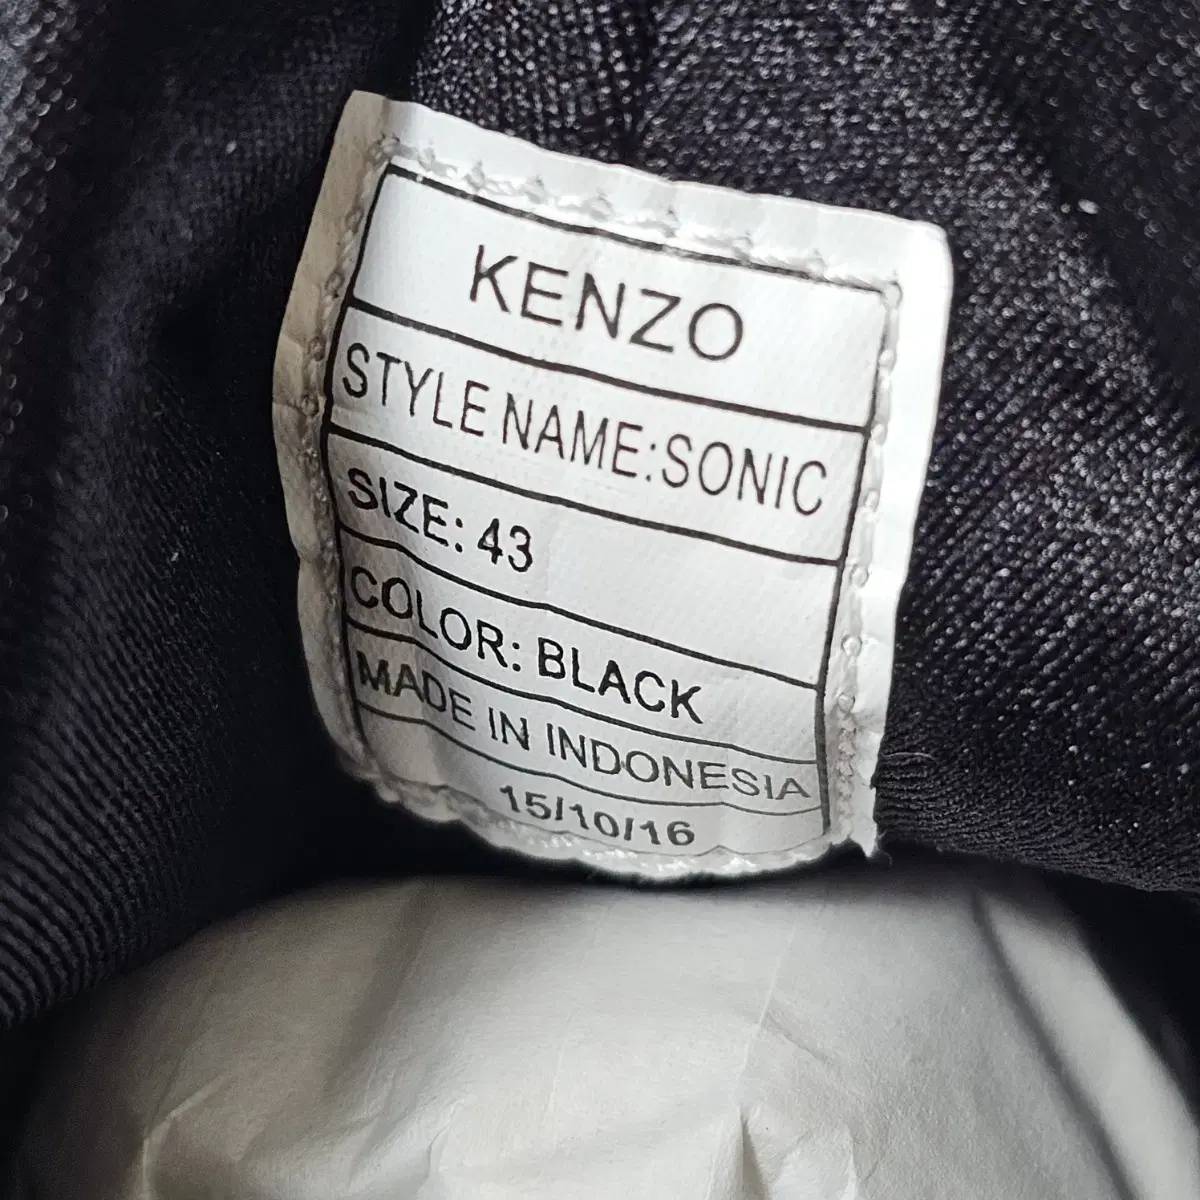 KENZO
STYLE NAME:SONIC
SIZE: 43
COLOR: BLACK
MADE IN INDONESIA
15/10/16